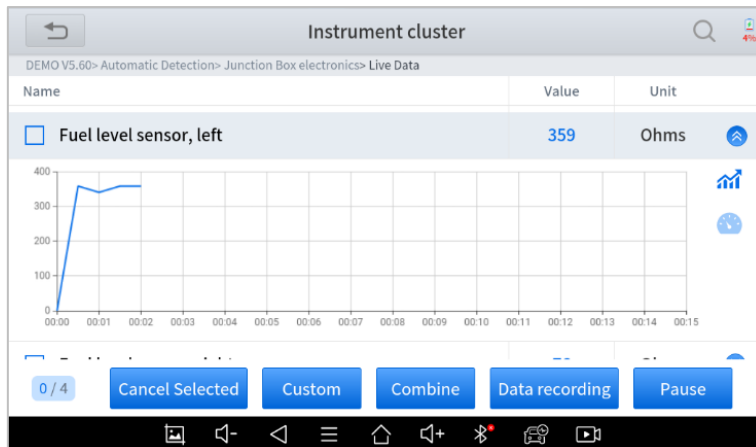 Instrument cluster
4%
DEMO V5.60> Automatic Detection> Junction Box electronics> Live Data
Name Value Unit
Fuel level sensor, left 359 Ohms
400
300
200
100
0
00:00 00:01 00:02 00:03 00:04 00:05 00:06 00:07 00:08 00:09 00:10 00:11 00:12 00:13 00:14 00:15
0 / 4 Cancel Selected Custom Combine Data recording Pause